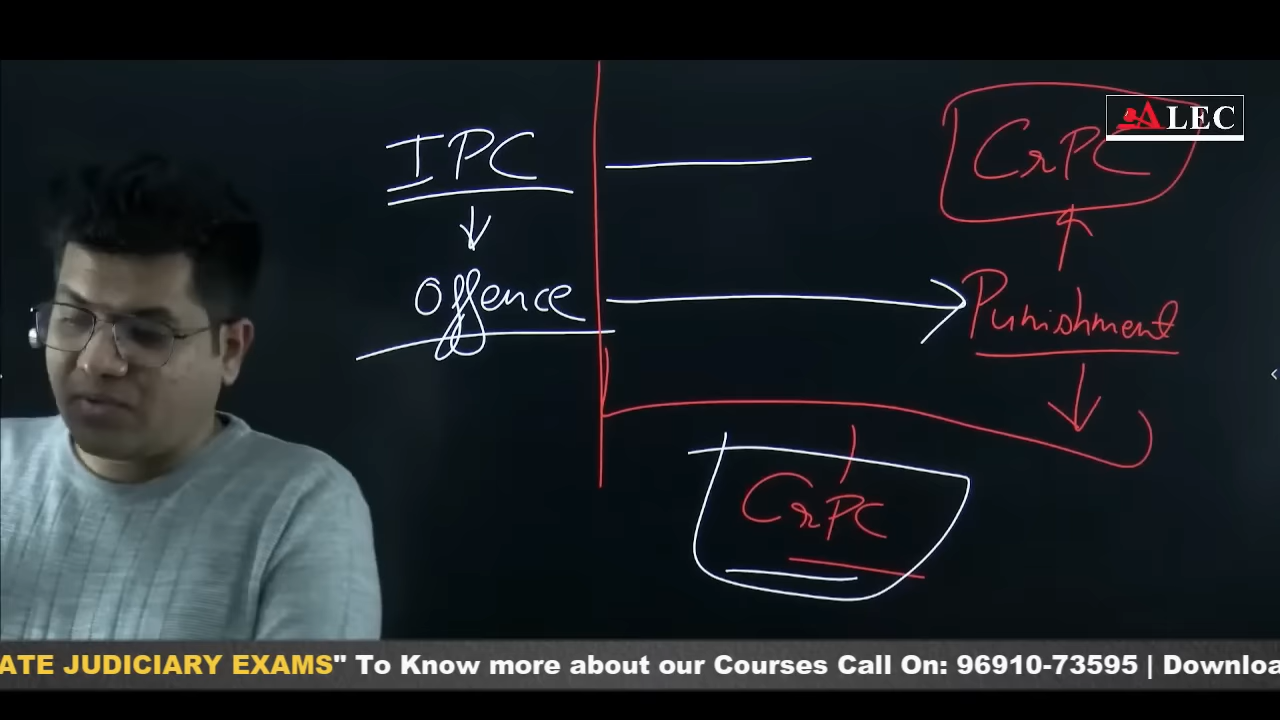 IPC
CrPC
ALEC
Offence
Punishment
CrPC
ATE JUDICIARY EXAMS" To Know more about our Courses Call On: 96910-73595 | Downloa